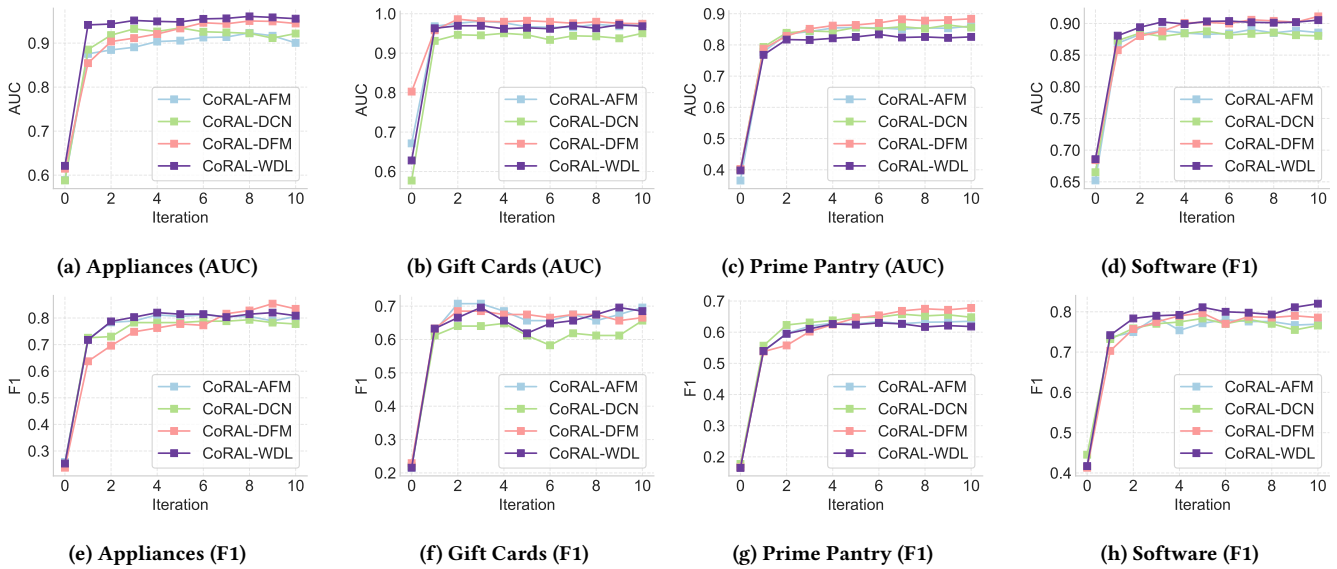 0.9
0.8
0.7
0.6
AUC
0 2 4 6 8 10
Iteration
CoRAL-AFM
CoRAL-DCN
CoRAL-DFM
CoRAL-WDL
(a) Appliances (AUC)
1.0
0.9
0.8
0.7
0.6
AUC
0 2 4 6 8 10
Iteration
CoRAL-AFM
CoRAL-DCN
CoRAL-DFM
CoRAL-WDL
(b) Gift Cards (AUC)
0.9
0.8
0.7
0.6
0.5
0.4
AUC
0 2 4 6 8 10
Iteration
CoRAL-AFM
CoRAL-DCN
CoRAL-DFM
CoRAL-WDL
(c) Prime Pantry (AUC)
0.90
0.85
0.80
0.75
0.70
0.65
AUC
0 2 4 6 8 10
Iteration
CoRAL-AFM
CoRAL-DCN
CoRAL-DFM
CoRAL-WDL
(d) Software (F1)
0.8
0.7
0.6
0.5
0.4
0.3
F1
0 2 4 6 8 10
Iteration
CoRAL-AFM
CoRAL-DCN
CoRAL-DFM
CoRAL-WDL
(e) Appliances (F1)
0.7
0.6
0.5
0.4
0.3
0.2
F1
0 2 4 6 8 10
Iteration
CoRAL-AFM
CoRAL-DCN
CoRAL-DFM
CoRAL-WDL
(f) Gift Cards (F1)
0.7
0.6
0.5
0.4
0.3
0.2
F1
0 2 4 6 8 10
Iteration
CoRAL-AFM
CoRAL-DCN
CoRAL-DFM
CoRAL-WDL
(g) Prime Pantry (F1)
0.8
0.7
0.6
0.5
0.4
F1
0 2 4 6 8 10
Iteration
CoRAL-AFM
CoRAL-DCN
CoRAL-DFM
CoRAL-WDL
(h) Software (F1)